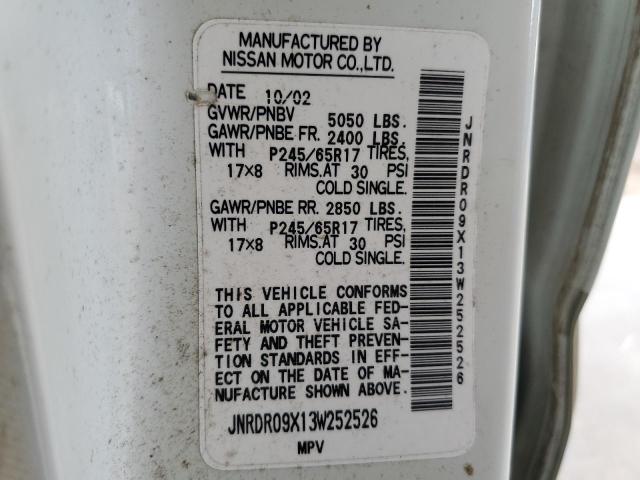 MANUFACTURED BY
NISSAN MOTOR CO.,LTD.
DATE 10/02
GVWR/PNBV 5050 LBS.
GAWR/PNBE FR. 2400 LBS.
WITH P245/65R17 TIRES,
17×8 RIMS.AT 30 PSI
COLD SINGLE.
GAWR/PNBE RR. 2850 LBS.
WITH P245/65R17 TIRES,
17×8 RIMS.AT 30 PSI
COLD SINGLE.
THIS VEHICLE CONFORMS
TO ALL APPLICABLE FED-
ERAL MOTOR VEHICLE SA-
FETY AND THEFT PREVEN-
TION STANDARDS IN EFF-
ECT ON THE DATE OF MA-
NUFACTURE SHOWN ABOVE.
JNRDR09X13W252526
MPV
JNRDR09X13W252526